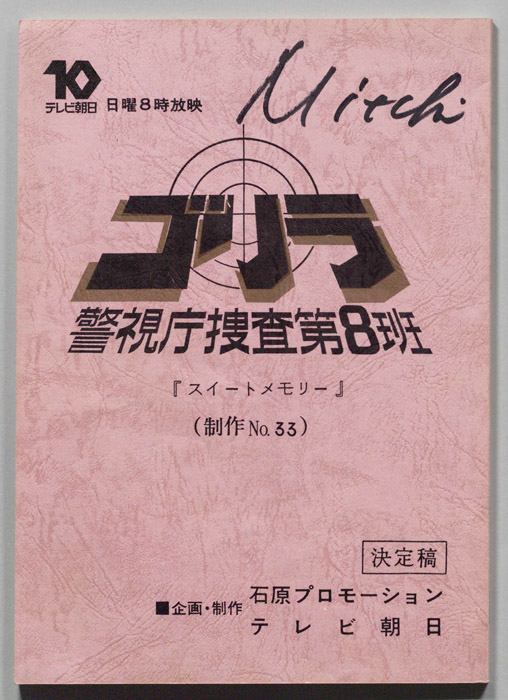 Mitchi
10
テレビ朝日 日曜8時放映
ゴリラ
警視庁捜査第8班
『スイートメモリー』
(制作No.33)
決定稿
■企画・制作 石原プロモーション
テレビ朝日